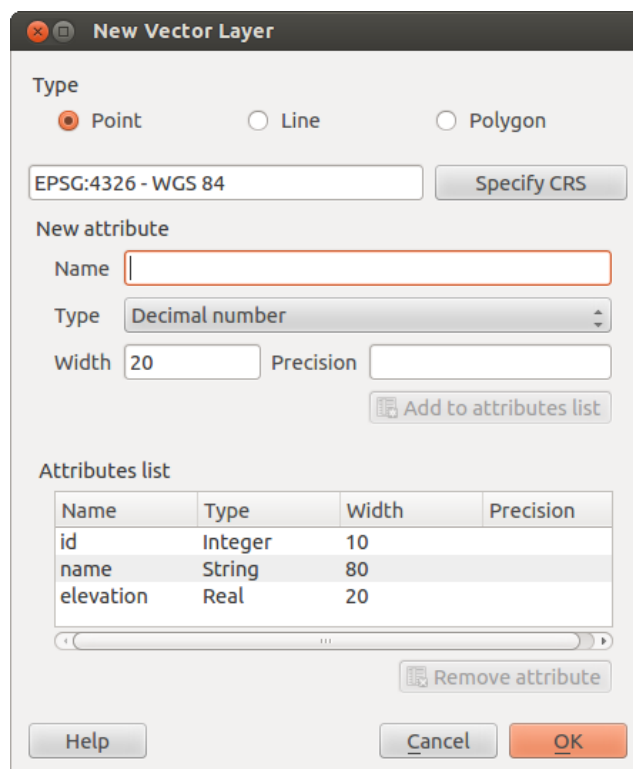 New Vector Layer
Type
Point Line Polygon
EPSG:4326 - WGS 84 Specify CRS
New attribute
Name
Type Decimal number
Width 20 Precision
Add to attributes list
Attributes list
Name Type Width Precision
id Integer 10
name String 80
elevation Real 20
Remove attribute
Help Cancel OK